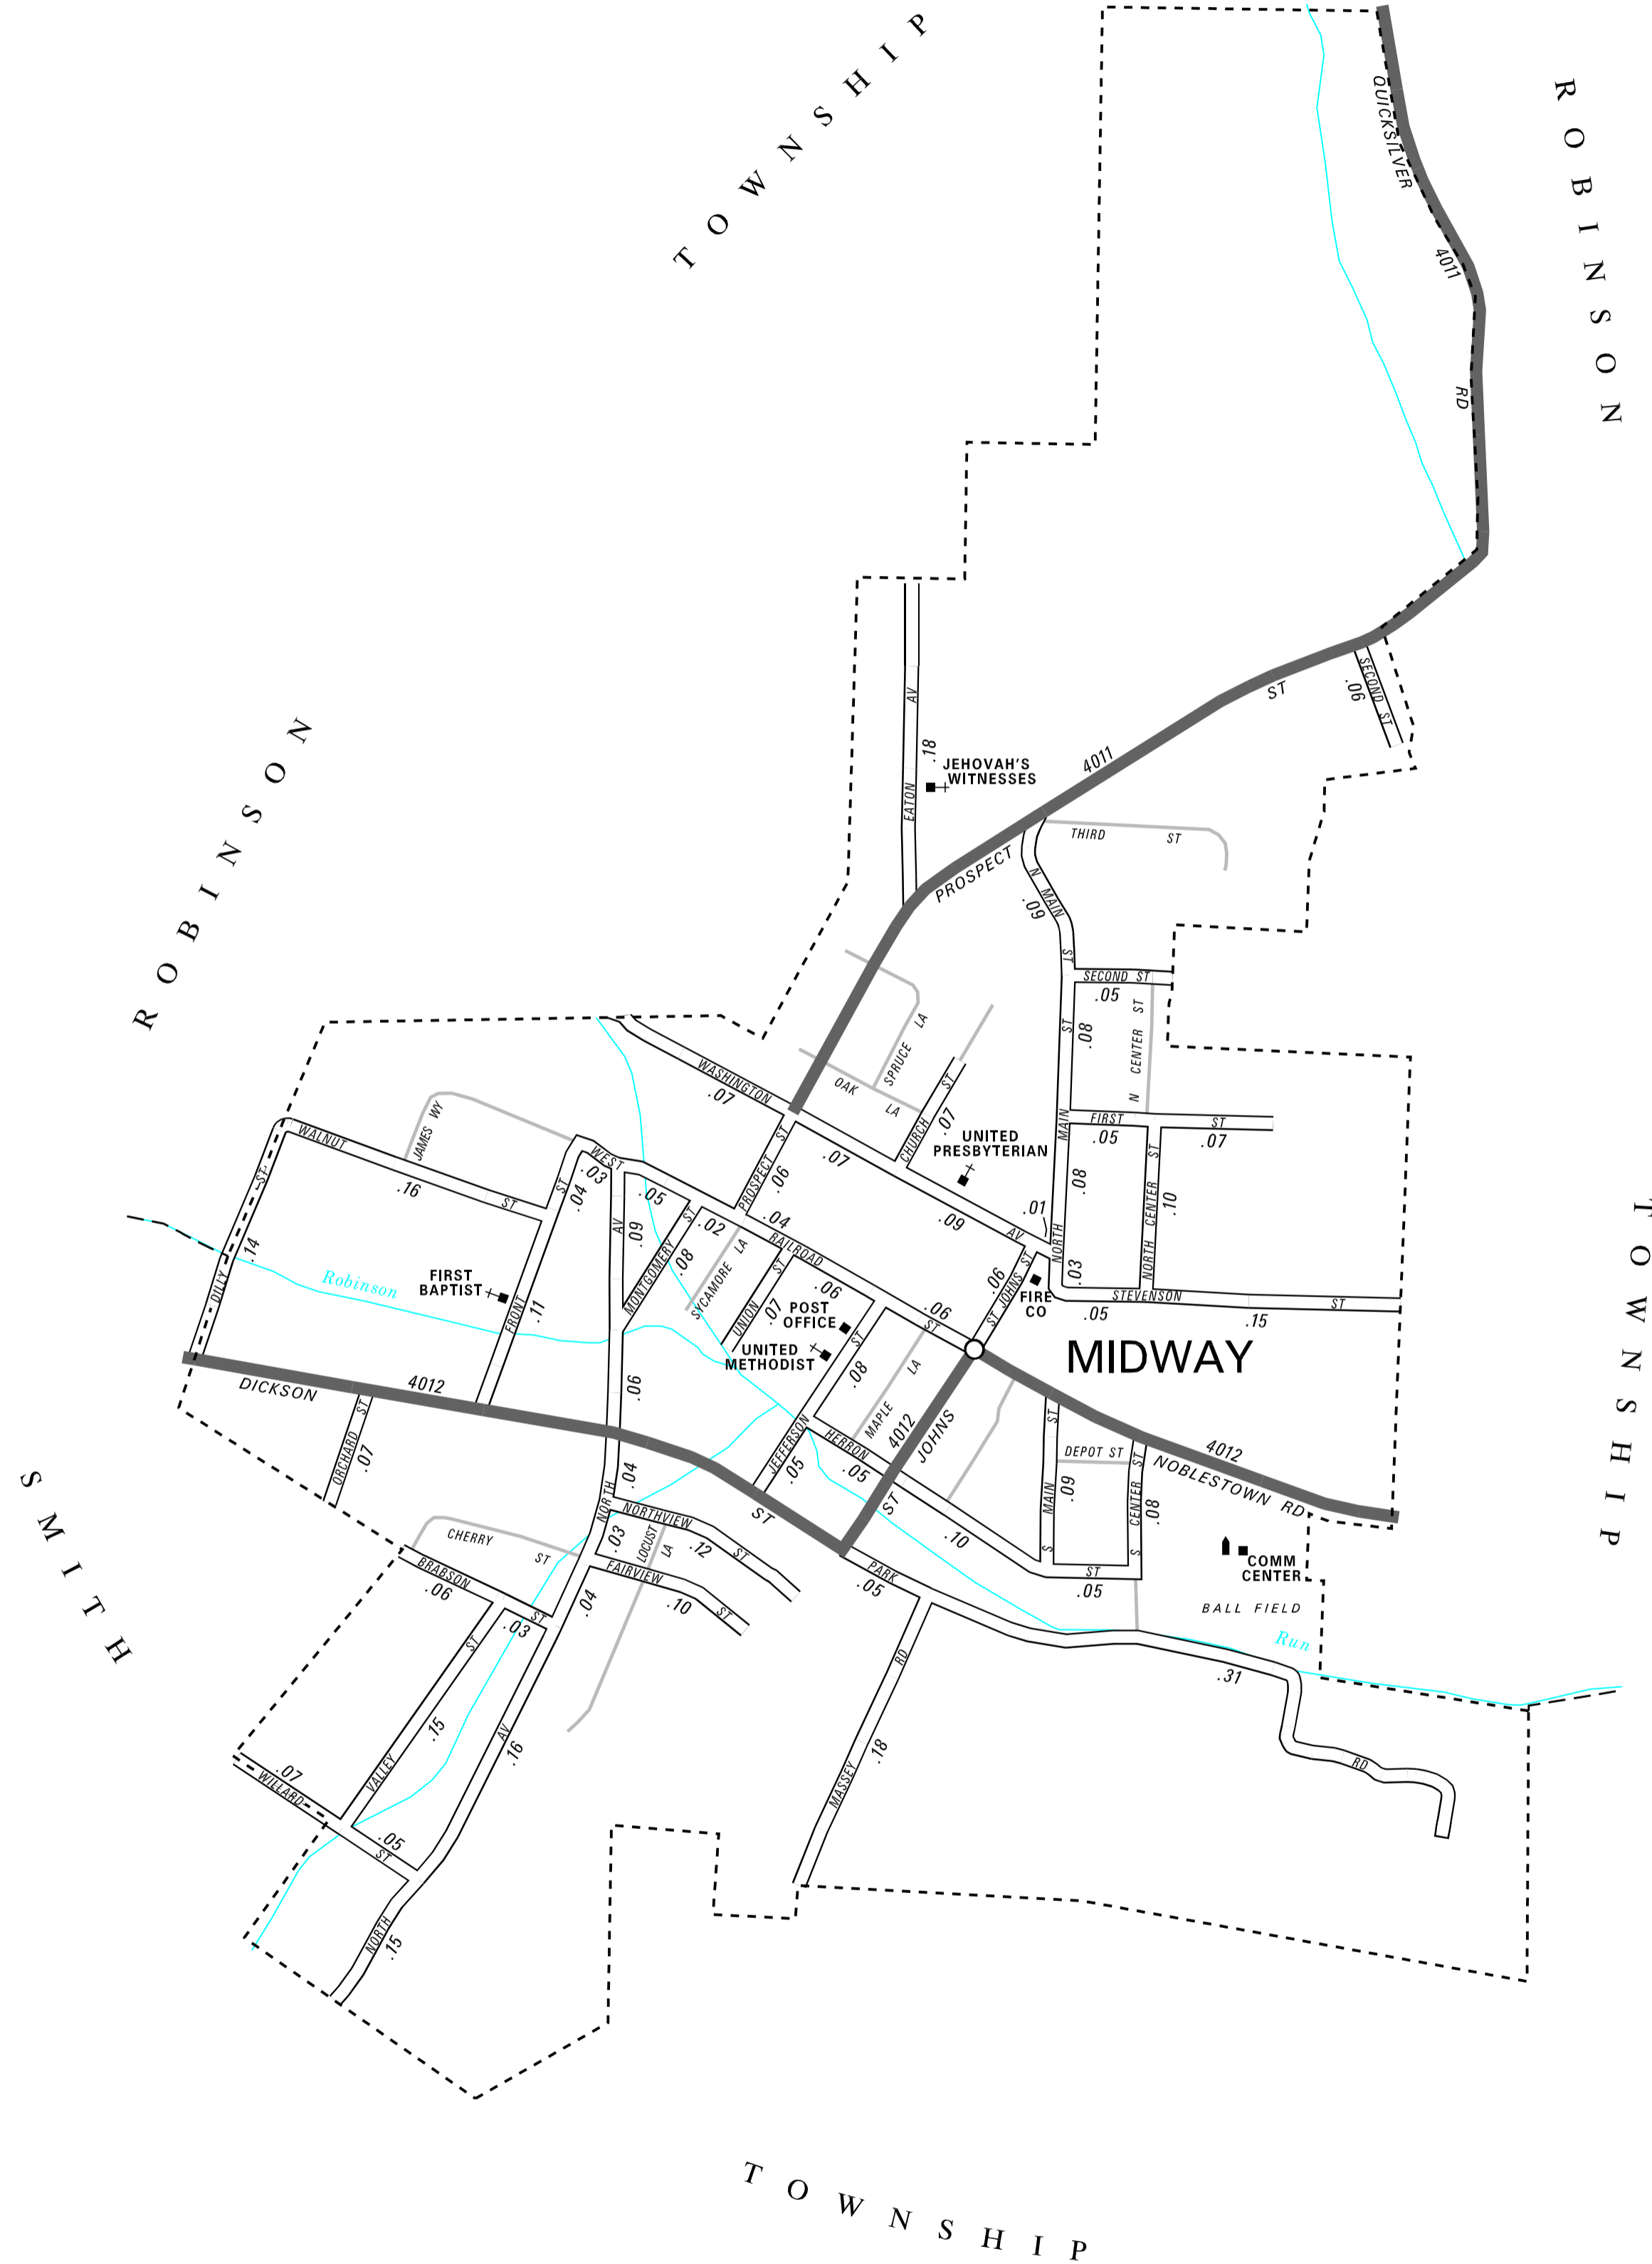 TOWNSHIP
ROBINSON
QUICKSILVER
4011
RD
ROBINSON
ST
SECOND ST
.06
AV
.18
EATON
JEHOVAH'S
WITNESSES
4011
PROSPECT
THIRD ST
N MAIN ST
.09
SECOND ST
.05
N CENTER ST
ST
.08
SPRUCE LA
OAK LA
WASHINGTON
.07
CHURCH ST
.07
UNITED
PRESBYTERIAN
MAIN
.08
FIRST ST
.05
.07
NORTH CENTER ST
.10
JAMES WY
WALNUT ST
.16
WEST
.03
.04
ST
.05
PROSPECT ST
.06
.07
.09
AV
.01
NORTH
.03
STEVENSON ST
.05
.15
TOWNSHIP
DILLY ST
.14
Robinson
FIRST
BAPTIST
FRONT
.11
AV
.09
MONTGOMERY ST
.08
.02
.04
RAILROAD ST
.06
.06
SYCAMORE LA
UNION ST
.07
POST
OFFICE
UNITED
METHODIST
ST JOHNS ST
.06
FIRE
CO
MIDWAY
DICKSON
4012
ORCHARD ST
.07
.06
JEFFERSON ST
.08
.05
MAPLE LA
4012
ST JOHNS
HERRON ST
.05
.10
.05
DEPOT ST
S MAIN ST
.09
S CENTER ST
.08
4012
NOBLESTOWN RD
SMITH
CHERRY ST
NORTH
.04
.03
NORTHVIEW ST
.12
LOCUST LA
FAIRVIEW ST
.10
ST
BRABSON ST
.06
.03
.04
PARK
.05
COMM
CENTER
BALL FIELD
Run
.31
RD
VALLEY ST
.15
AV
.16
MASSEY RD
.18
WILLARD ST
.07
.05
NORTH
.15
TOWNSHIP